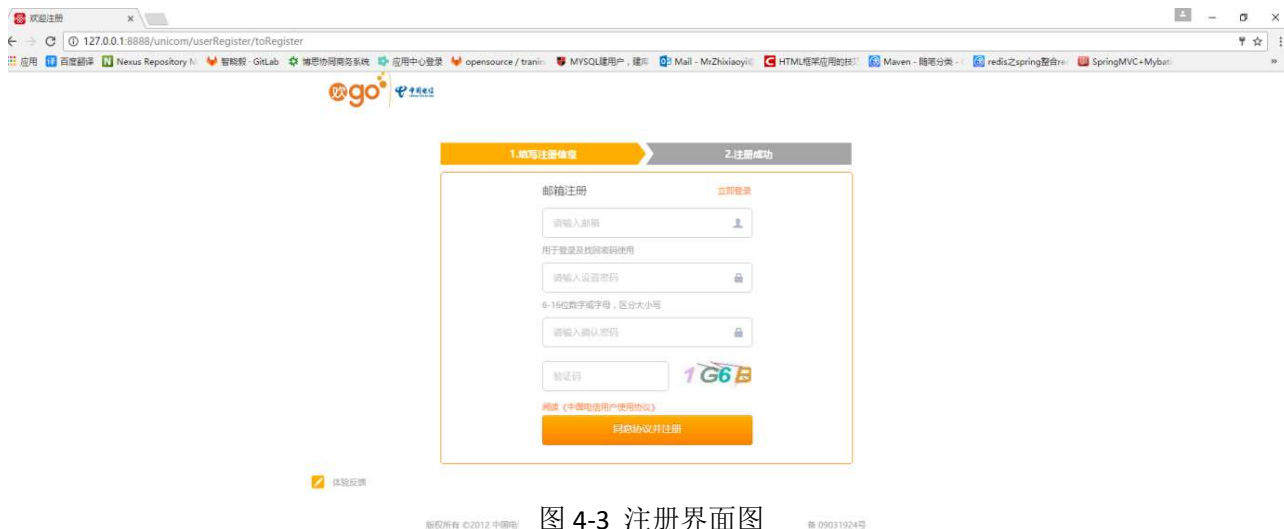 欢迎注册
127.0.0.1:8888/unicom/userRegister/toRegister
应用 百度翻译 Nexus Repository M 智能报 - GitLab 博思协同商务系统 应用中心登录 opensource / tranin MYSQL建用户，建库 Mail - MrZhixiaoyi@ HTML框架应用的技巧 Maven - 随笔分类 - redis之spring整合re SpringMVC+Mybati
欢go 中国电信
1.填写注册信息 2.注册成功
邮箱注册 立即登录
请输入邮箱
用于登录及找回密码使用
请输入设置密码
6-16位数字或字母，区分大小写
请输入确认密码
验证码 1G6B
阅读《中国电信用户使用协议》
同意协议并注册
体验反馈
版权所有 ©2012 中国电 图 4-3 注册界面图 备 09031924号